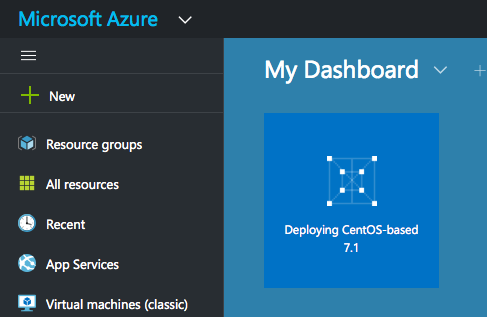 Microsoft Azure
My Dashboard
New
Resource groups
All resources
Recent
App Services
Virtual machines (classic)
Deploying CentOS-based
7.1